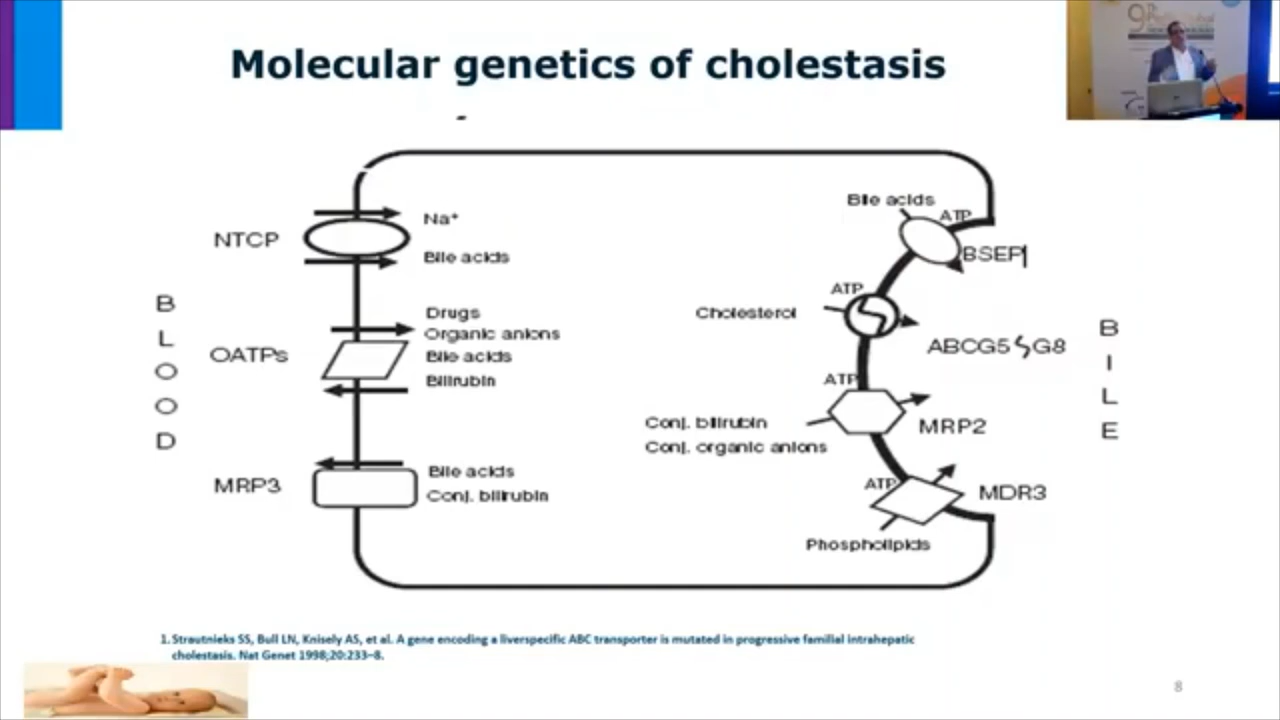 Molecular genetics of cholestasis
NTCP
Na⁺
Bile acids
BLOOD
OATPs
Drugs
Organic anions
Bile acids
Bilirubin
MRP3
Bile acids
Conj. bilirubin
Bile acids
ATP
BSEP
ATP
Cholesterol
ABCG5 G8
ATP
Conj. bilirubin
Conj. organic anions
MRP2
ATP
MDR3
Phospholipids
BILE
1. Strautnieks SS, Bull LN, Knisely AS, et al. A gene encoding a liverspecific ABC transporter is mutated in progressive familial intrahepatic
cholestasis. Nat Genet 1998;20:233–8.
8